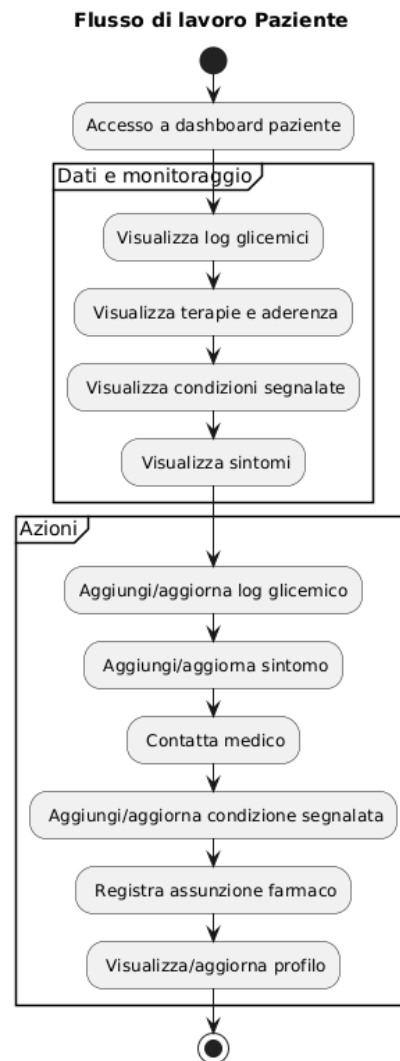 Flusso di lavoro Paziente
Accesso a dashboard paziente
Dati e monitoraggio
Visualizza log glicemici
Visualizza terapie e aderenza
Visualizza condizioni segnalate
Visualizza sintomi
Azioni
Aggiungi/aggiorna log glicemico
Aggiungi/aggiorna sintomo
Contatta medico
Aggiungi/aggiorna condizione segnalata
Registra assunzione farmaco
Visualizza/aggiorna profilo